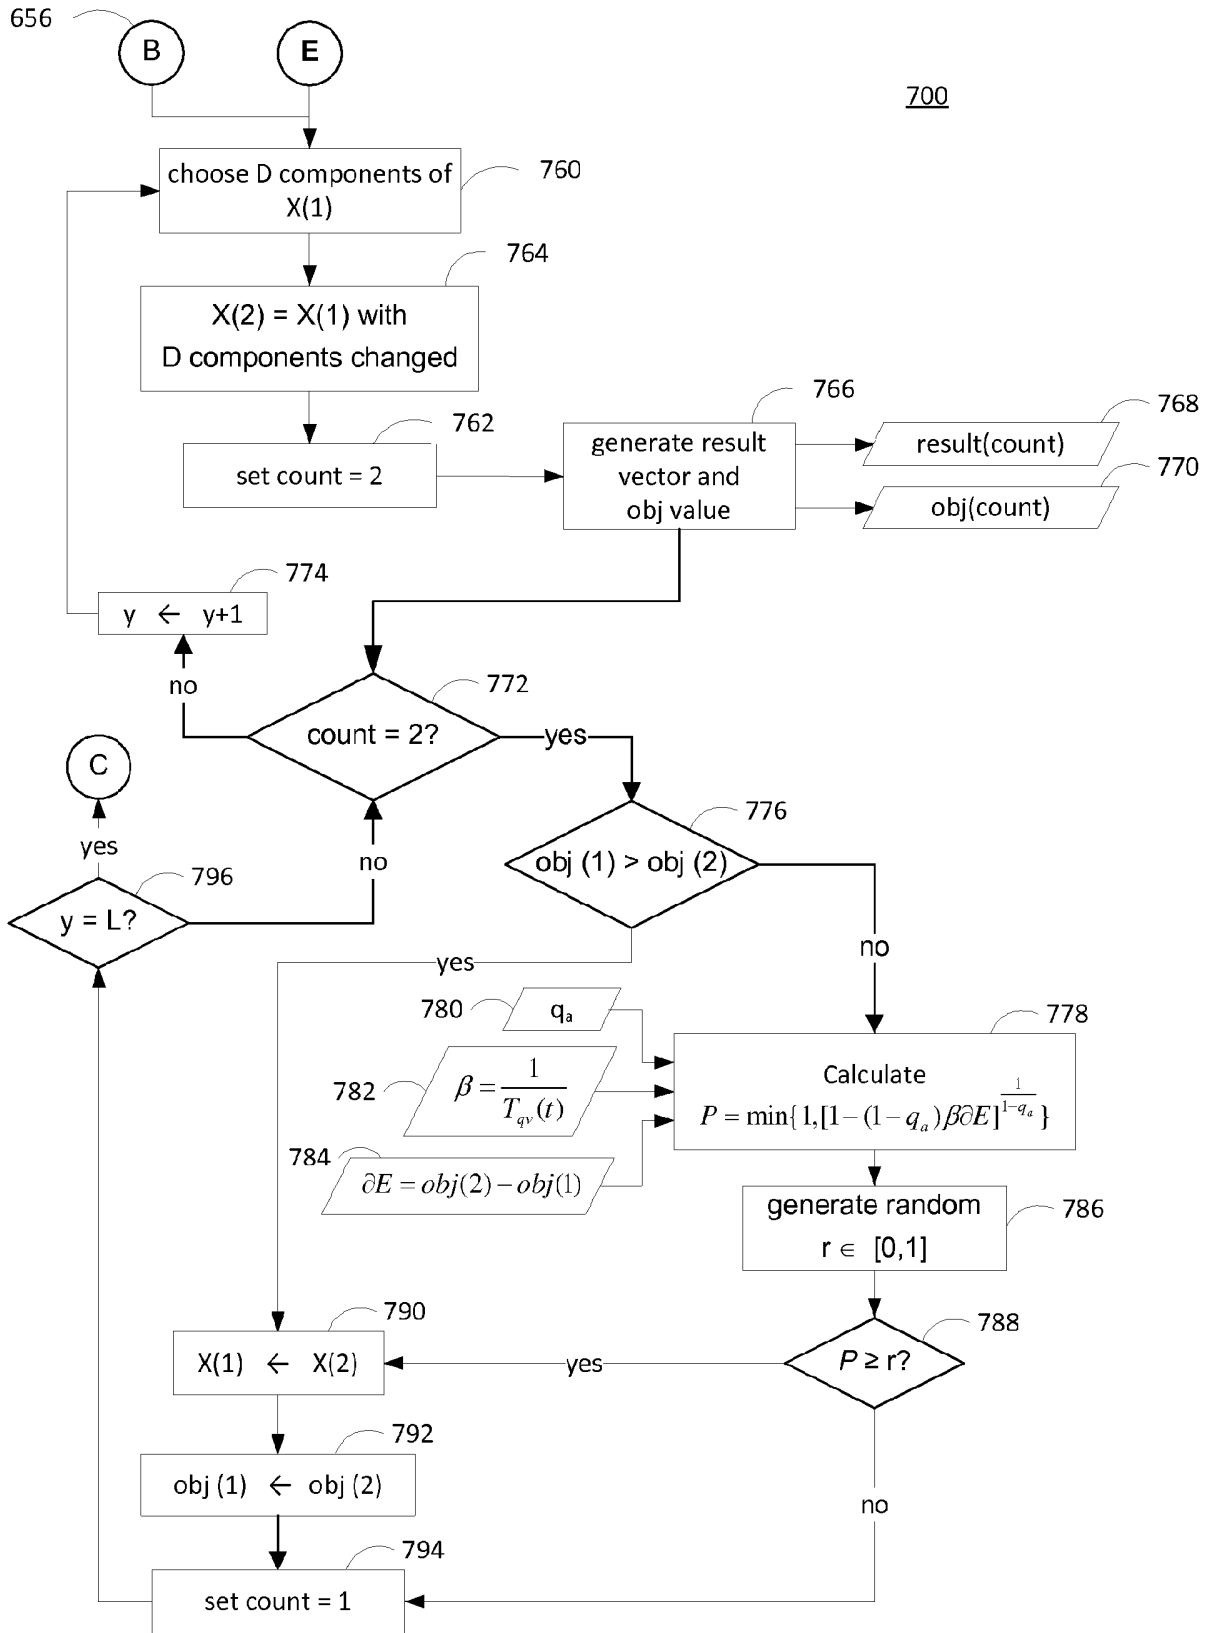 656
B
E
700
choose D components of
X(1)
760
764
X(2) = X(1) with
D components changed
762
set count = 2
766
generate result
vector and
obj value
768
result(count)
770
obj(count)
774
y ← y+1
no
772
count = 2?
yes
C
yes
no
776
obj (1) > obj (2)
796
y = L?
yes
no
780
qₐ
782
β = 1/T_{qv}(t)
784
∂E = obj(2) − obj(1)
778
Calculate
P = min{1,[1−(1−qₐ)β∂E]^{1/(1−qₐ)}}
generate random
r ∈ [0,1]
786
788
P ≥ r?
yes
no
790
X(1) ← X(2)
792
obj (1) ← obj (2)
794
set count = 1